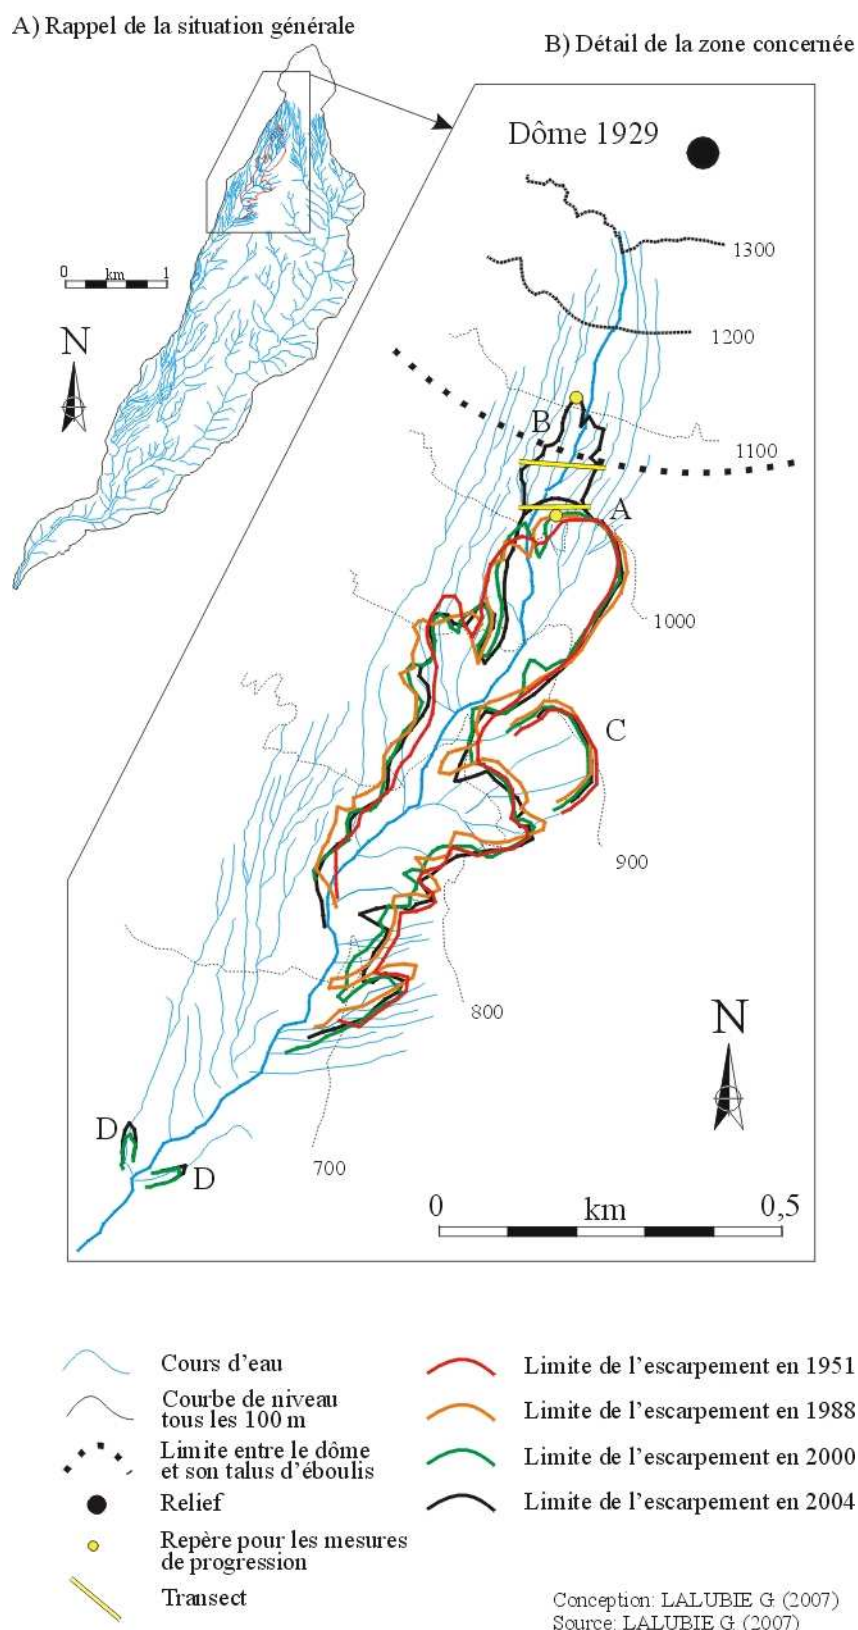 A) Rappel de la situation générale
B) Détail de la zone concernée
0
km
1
N
Dôme 1929
1300
1200
1100
B
A
1000
C
900
800
N
D
D
700
0
km
0,5
Cours d'eau
Courbe de niveau
tous les 100 m
Limite entre le dôme
et son talus d'éboulis
Relief
Repère pour les mesures
de progression
Transect
Limite de l'escarpement en 1951
Limite de l'escarpement en 1988
Limite de l'escarpement en 2000
Limite de l'escarpement en 2004
Conception: LALUBIE G (2007)
Source: LALUBIE G (2007)